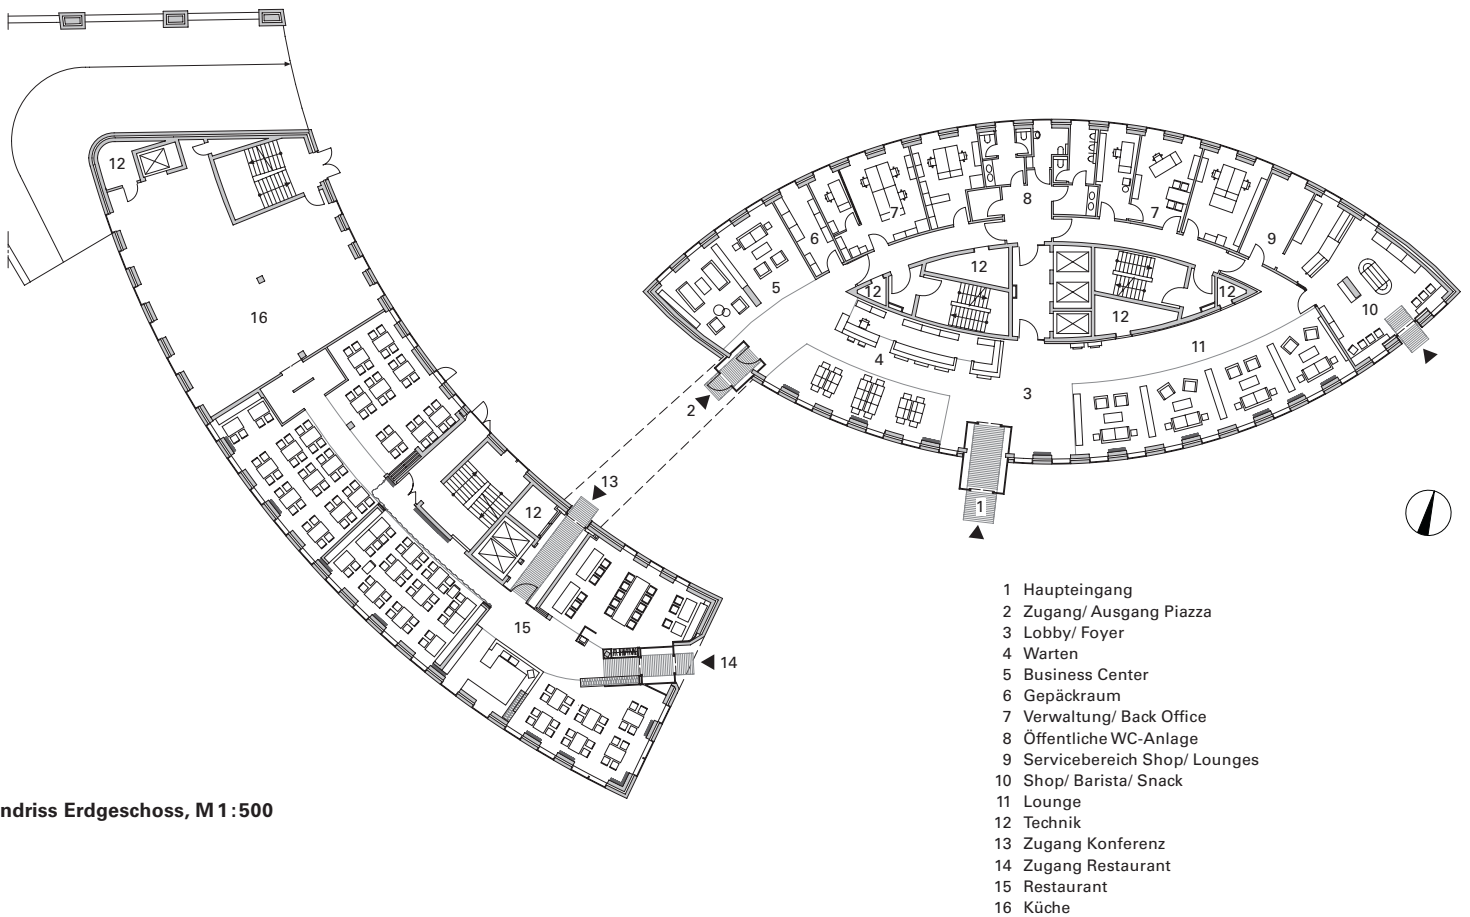 12
8
7
7
6
9
12
5
12
12
12
10
16
11
4
3
2
13
1
12
15
14
1 Haupteingang
2 Zugang/ Ausgang Piazza
3 Lobby/ Foyer
4 Warten
5 Business Center
6 Gepäckraum
7 Verwaltung/ Back Office
8 Öffentliche WC-Anlage
9 Servicebereich Shop/ Lounges
10 Shop/ Barista/ Snack
11 Lounge
12 Technik
13 Zugang Konferenz
14 Zugang Restaurant
15 Restaurant
16 Küche
ndriss Erdgeschoss, M 1:500